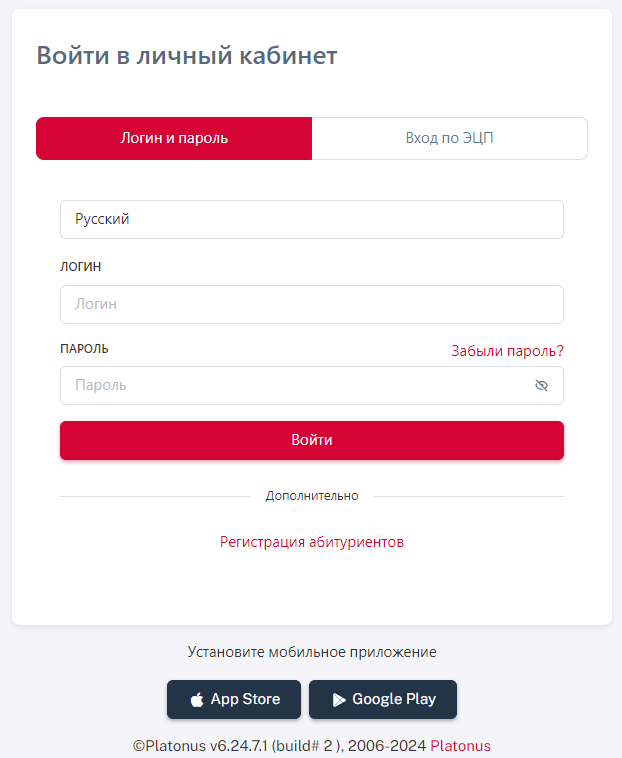 Войти в личный кабинет
Логин и пароль Вход по ЭЦП
Русский
ЛОГИН
Логин
ПАРОЛЬ Забыли пароль?
Пароль
Войти
Дополнительно
Регистрация абитуриентов
Установите мобильное приложение
App Store Google Play
©Platonus v6.24.7.1 (build# 2 ), 2006-2024 Platonus